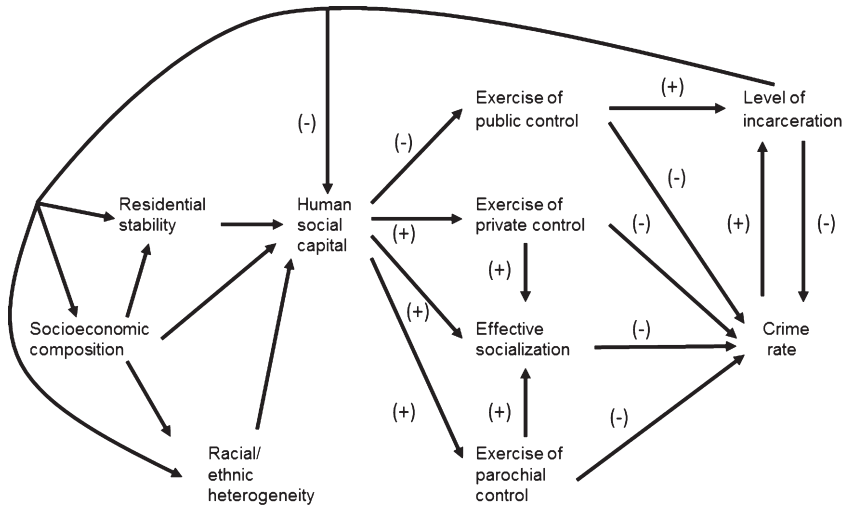 Exercise of
public control
(+)
Level of
incarceration
(-)
(-)
(-)
Residential
stability
Human
social
capital
Exercise of
private control
(+)
(-)
(+)
(-)
(+)
Socioeconomic
composition
(+)
Effective
socialization
(-)
Crime
rate
(+)
(+)
(-)
Racial/
ethnic
heterogeneity
Exercise of
parochial
control